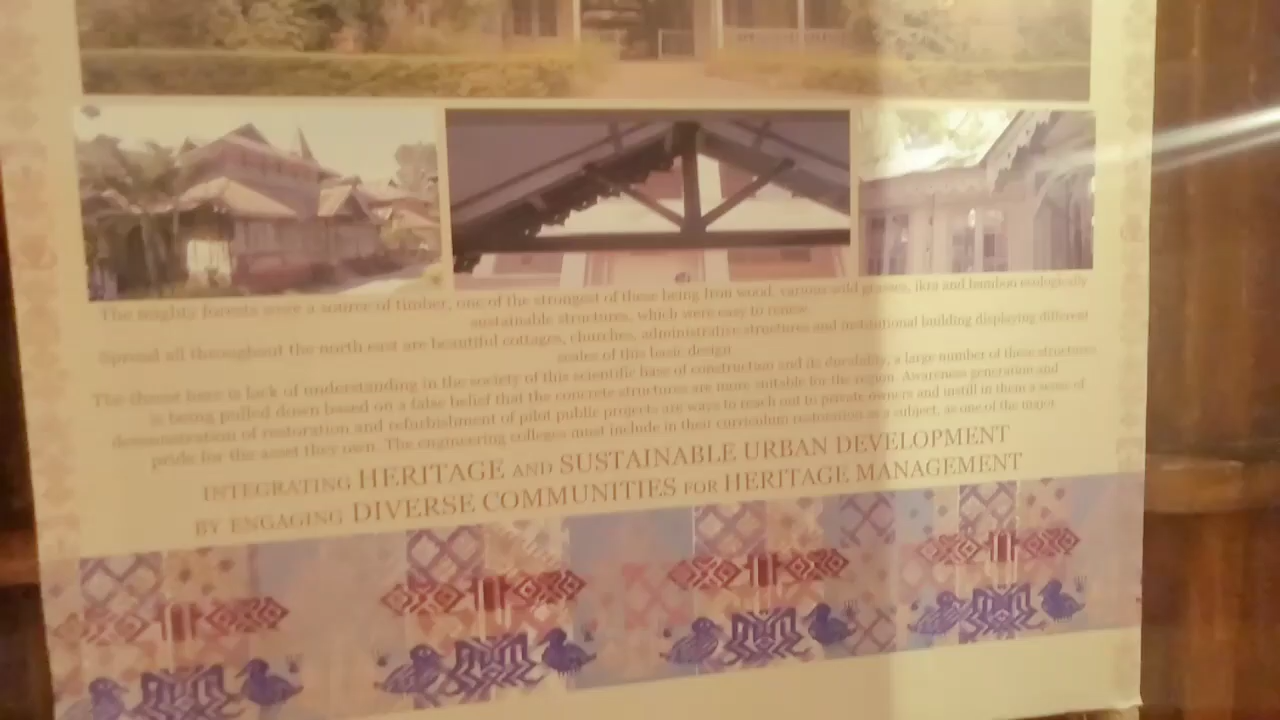 The mighty forests were a source of timber, one of the strongest of these being Iron wood, various wild grasses, ikra and bamboo ecologically
sustainable structures, which were easy to renew
Spread all throughout the north east are beautiful cottages, churches, administrative structures and institutional building displaying different
scales of this basic design
The threat here is lack of understanding in the society of this scientific base of construction and its durability, a large number of these structures
is being pulled down based on a false belief that the concrete structures are more suitable for the region. Awareness generation and
demonstration of restoration and refurbishment of pilot public projects are ways to reach out to private owners and instill in them a sense of
pride for the asset they own. The engineering colleges must include in their curriculum restoration as a subject, as one of the major
INTEGRATING HERITAGE AND SUSTAINABLE URBAN DEVELOPMENT
BY ENGAGING DIVERSE COMMUNITIES FOR HERITAGE MANAGEMENT